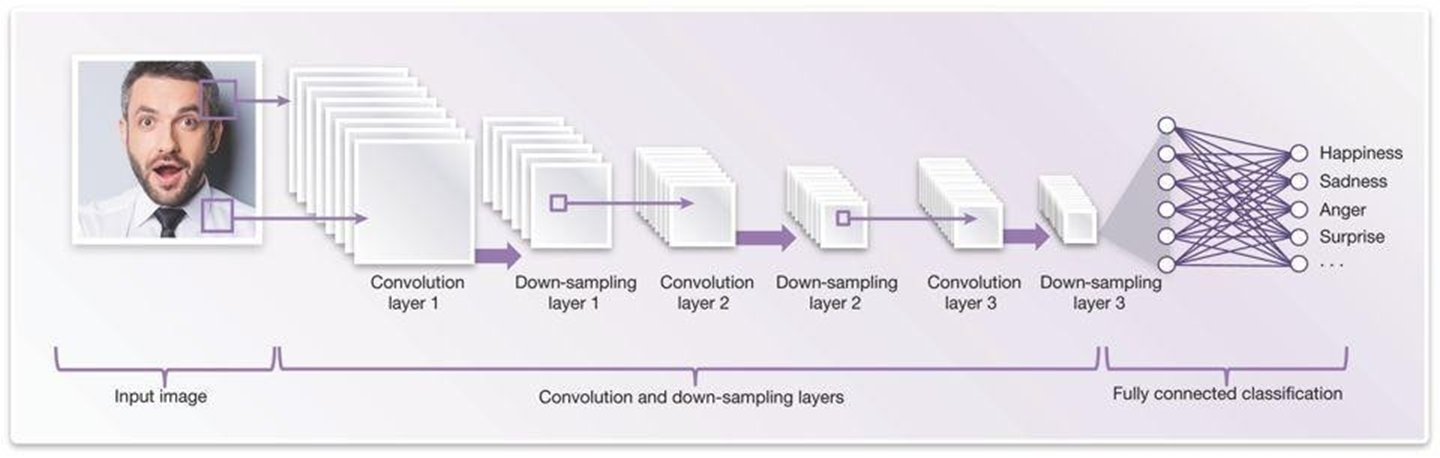 Happiness
Sadness
Anger
Surprise
. . .
Convolution
layer 1
Down-sampling
layer 1
Convolution
layer 2
Down-sampling
layer 2
Convolution
layer 3
Down-sampling
layer 3
Input image
Convolution and down-sampling layers
Fully connected classification